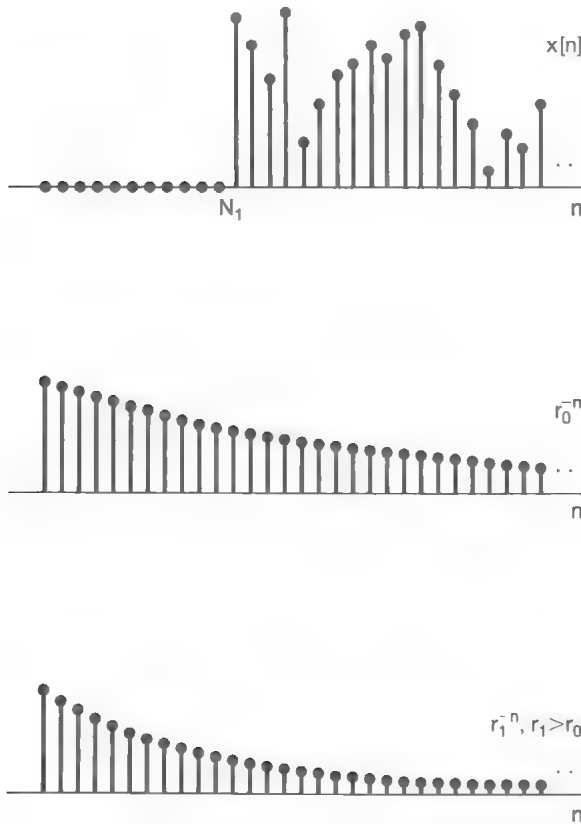 x[n]
. .
N₁
n
r₀⁻ⁿ
. .
n
r₁⁻ⁿ, r₁>r₀
. .
n